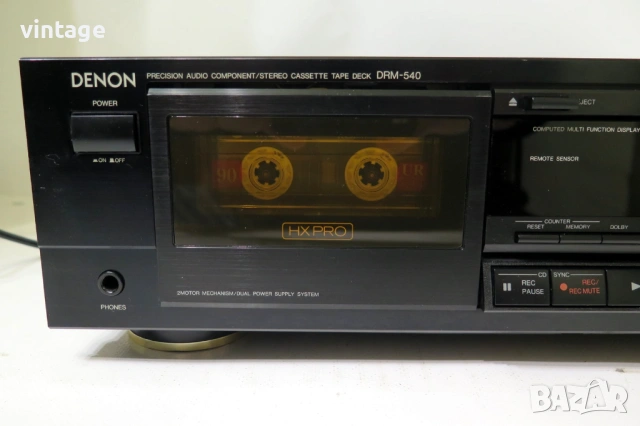 vintage
DENON PRECISION AUDIO COMPONENT/STEREO CASSETTE TAPE DECK DRM-540
POWER
ON OFF
90 UR
HX PRO
2MOTOR MECHANISM/DUAL POWER SUPPLY SYSTEM
PHONES
EJECT
COMPUTED MULTI FUNCTION DISPLAY
REMOTE SENSOR
COUNTER
RESET MEMORY DOLBY
CD SYNC
REC PAUSE
REC/ REC MUTE
BAZAR